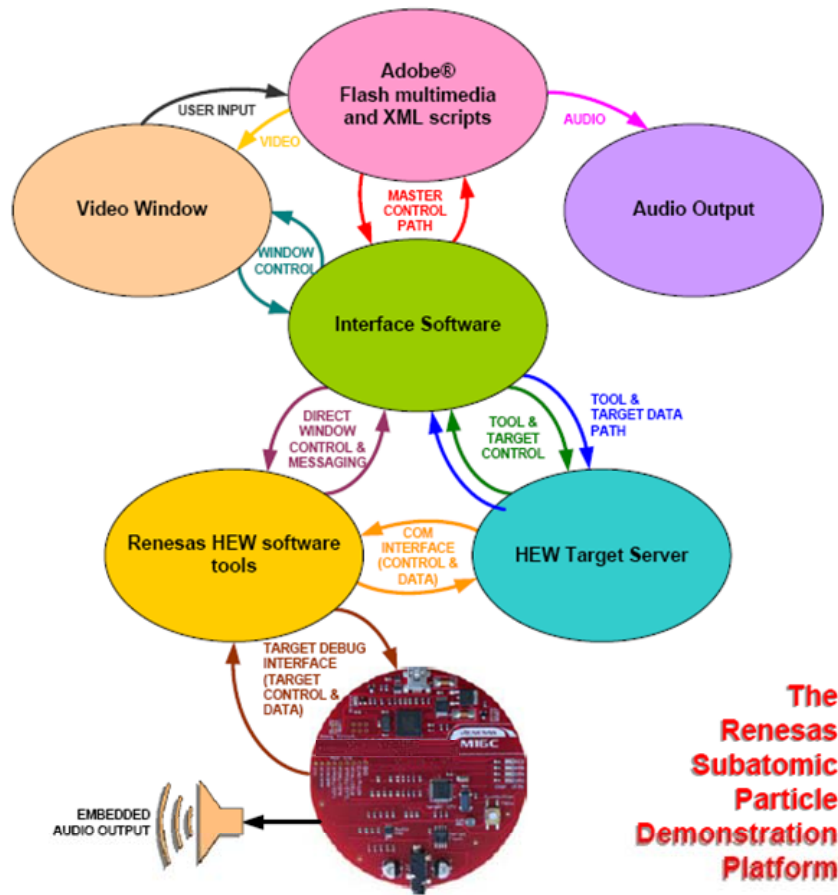 Adobe®
Flash multimedia
and XML scripts
USER INPUT
VIDEO
AUDIO
Video Window
MASTER
CONTROL
PATH
Audio Output
WINDOW
CONTROL
Interface Software
DIRECT
WINDOW
CONTROL &
MESSAGING
TOOL &
TARGET
CONTROL
TOOL &
TARGET DATA
PATH
Renesas HEW software
tools
COM
INTERFACE
(CONTROL &
DATA)
HEW Target Server
TARGET DEBUG
INTERFACE
(TARGET
CONTROL &
DATA)
M16C
EMBEDDED
AUDIO OUTPUT
The
Renesas
Subatomic
Particle
Demonstration
Platform